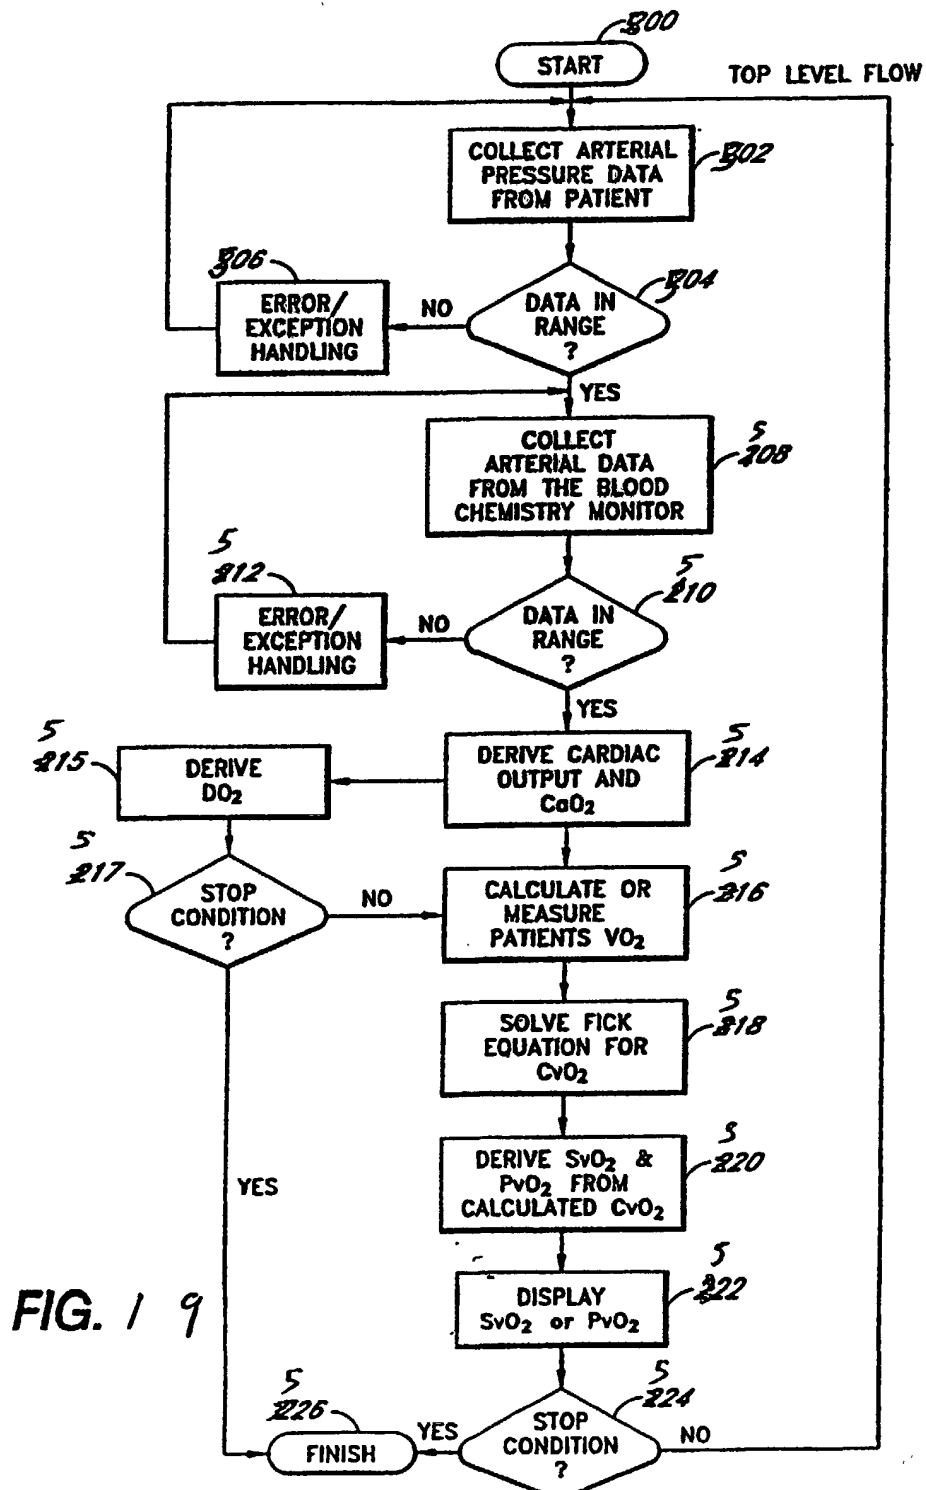 500
START
TOP LEVEL FLOW
COLLECT ARTERIAL
PRESSURE DATA
FROM PATIENT
502
506
504
ERROR/
EXCEPTION
HANDLING
NO
DATA IN
RANGE
?
YES
COLLECT
ARTERIAL DATA
FROM THE BLOOD
CHEMISTRY MONITOR
5
208
5
212
5
210
ERROR/
EXCEPTION
HANDLING
NO
DATA IN
RANGE
?
YES
5
215
DERIVE
DO₂
DERIVE CARDIAC
OUTPUT AND
CaO₂
5
214
5
217
STOP
CONDITION
?
NO
CALCULATE OR
MEASURE
PATIENTS VO₂
5
216
SOLVE FICK
EQUATION FOR
CvO₂
5
218
YES
DERIVE SvO₂ &
PvO₂ FROM
CALCULATED CvO₂
5
220
DISPLAY
SvO₂ or PvO₂
5
222
FIG. 19
5
226
FINISH
YES
STOP
CONDITION
?
5
224
NO